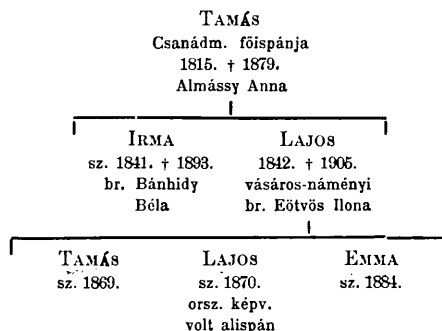 TAMÁS
Csanádm. főispánja
1815. † 1879.
Almássy Anna
IRMA
sz. 1841. † 1893.
br. Bánhidy
Béla
LAJOS
1842. † 1905.
vásáros-náményi
br. Eötvös Ilona
TAMÁS
sz. 1869.
LAJOS
sz. 1870.
orsz. képv.
volt alispán
EMMA
sz. 1884.